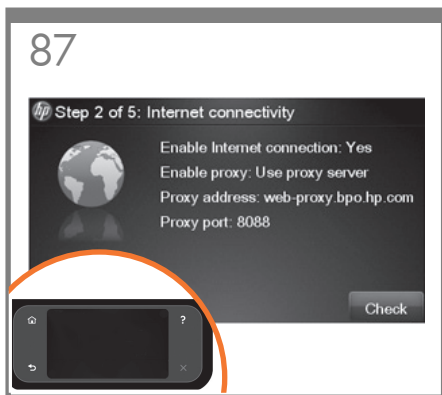 87
hp Step 2 of 5: Internet connectivity
Enable Internet connection: Yes
Enable proxy: Use proxy server
Proxy address: web-proxy.bpo.hp.com
Proxy port: 8088
Check
?